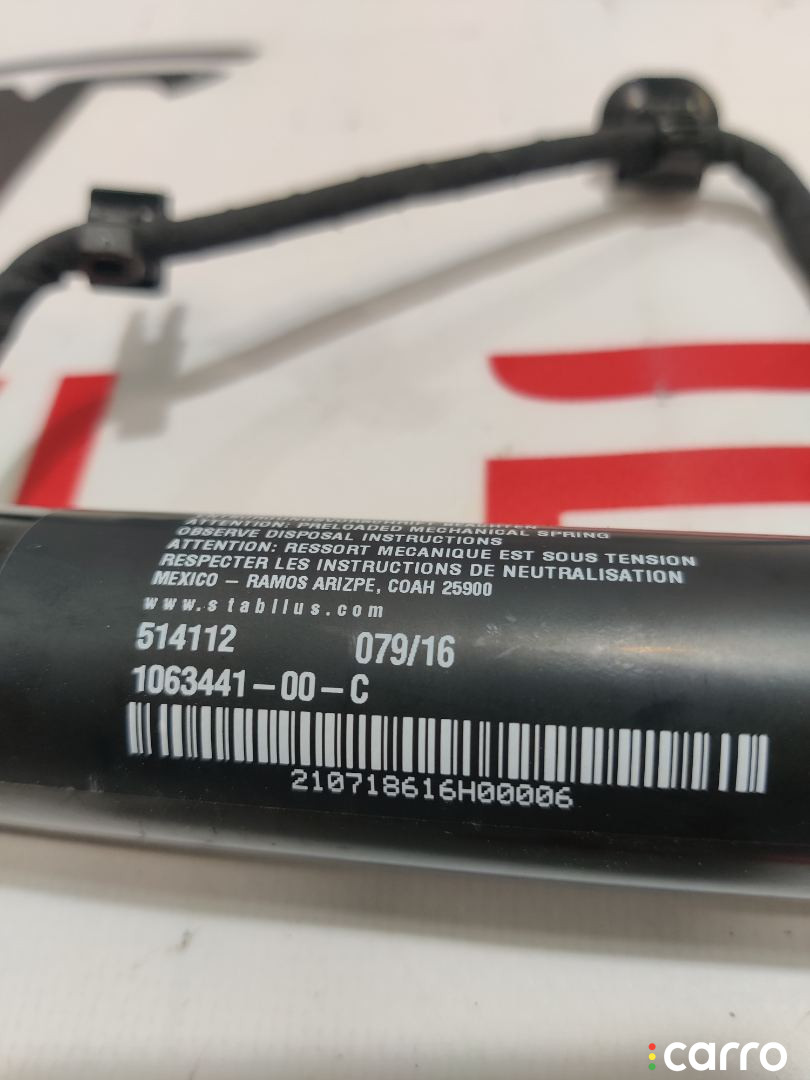 ATTENTION: PRELOADED MECHANICAL SPRING
OBSERVE DISPOSAL INSTRUCTIONS
ATTENTION: RESSORT MECANIQUE EST SOUS TENSION
RESPECTER LES INSTRUCTIONS DE NEUTRALISATION
MEXICO – RAMOS ARIZPE, COAH 25900
www.stabilus.com
514112 079/16
1063441-00-C
210718616H00006
carro